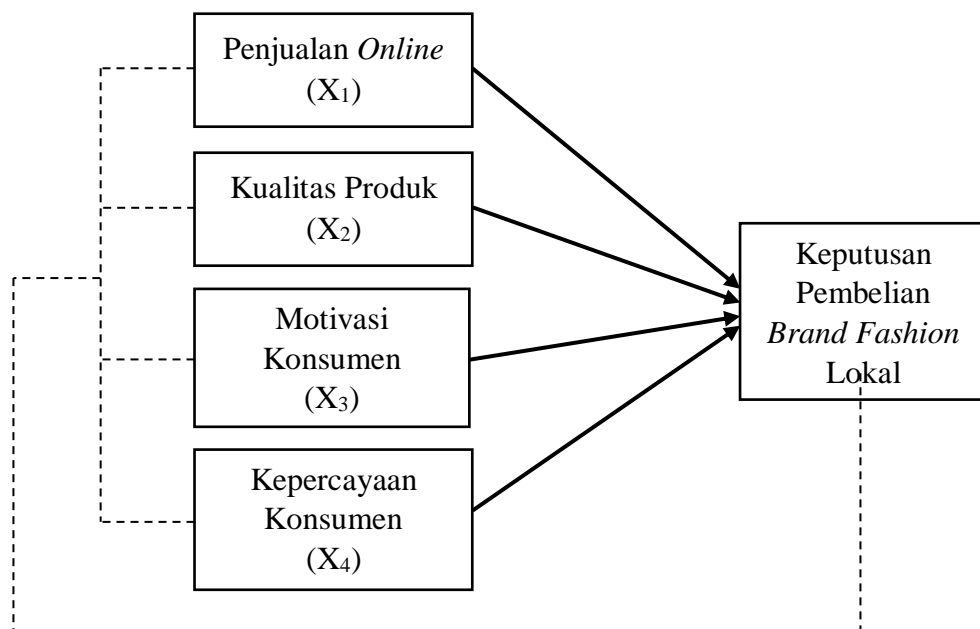 Penjualan Online
(X₁)
Kualitas Produk
(X₂)
Motivasi
Konsumen
(X₃)
Kepercayaan
Konsumen
(X₄)
Keputusan
Pembelian
Brand Fashion
Lokal